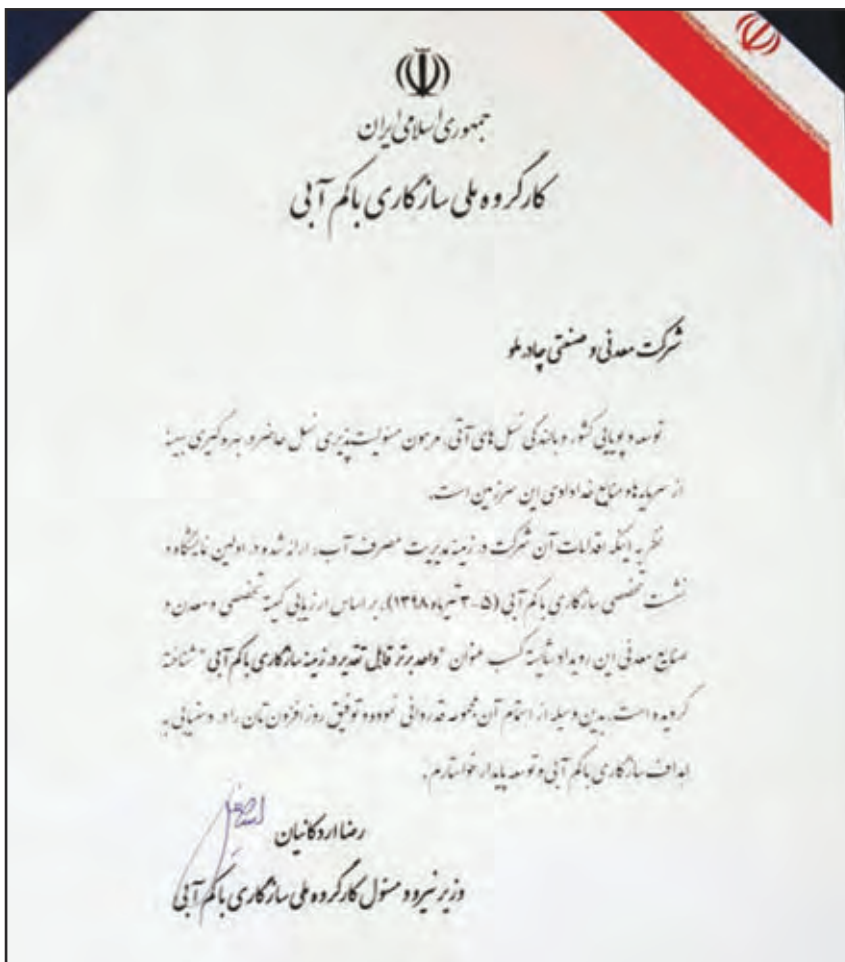 جمهوری اسلامی ایران
کارگروه ملی سازگاری با کم آبی
شرکت معدنی و صنعتی چادرملو
توسعه و پویایی کشور و بالندگی نسل های آتی، مرهون مسئولیت پذیری نسل حاضر در بهره گیری بهینه
از سرمایه ها و منابع خدادادی این سرزمین است.
نظر به اینکه اقدامات آن شرکت در زمینه مدیریت مصرف آب، ارائه شده در اولین نمایشگاه و
نشست تخصصی سازگاری با کم آبی (۵-۳ تیرماه ۱۳۹۸)، بر اساس ارزیابی کمیته تخصصی و معدن و
صنایع معدنی این رویداد شایسته کسب عنوان "واحد برتر قابل تقدیر در زمینه سازگاری با کم آبی" شناخته
گردیده است، بدین وسیله از اهتمام آن مجموعه قدردانی نموده و توفیق روز افزون تان را در دستیابی به
اهداف سازگاری با کم آبی و توسعه پایدار خواستارم.
رضا اردکانیان
وزیر نیرو و مسئول کارگروه ملی سازگاری با کم آبی